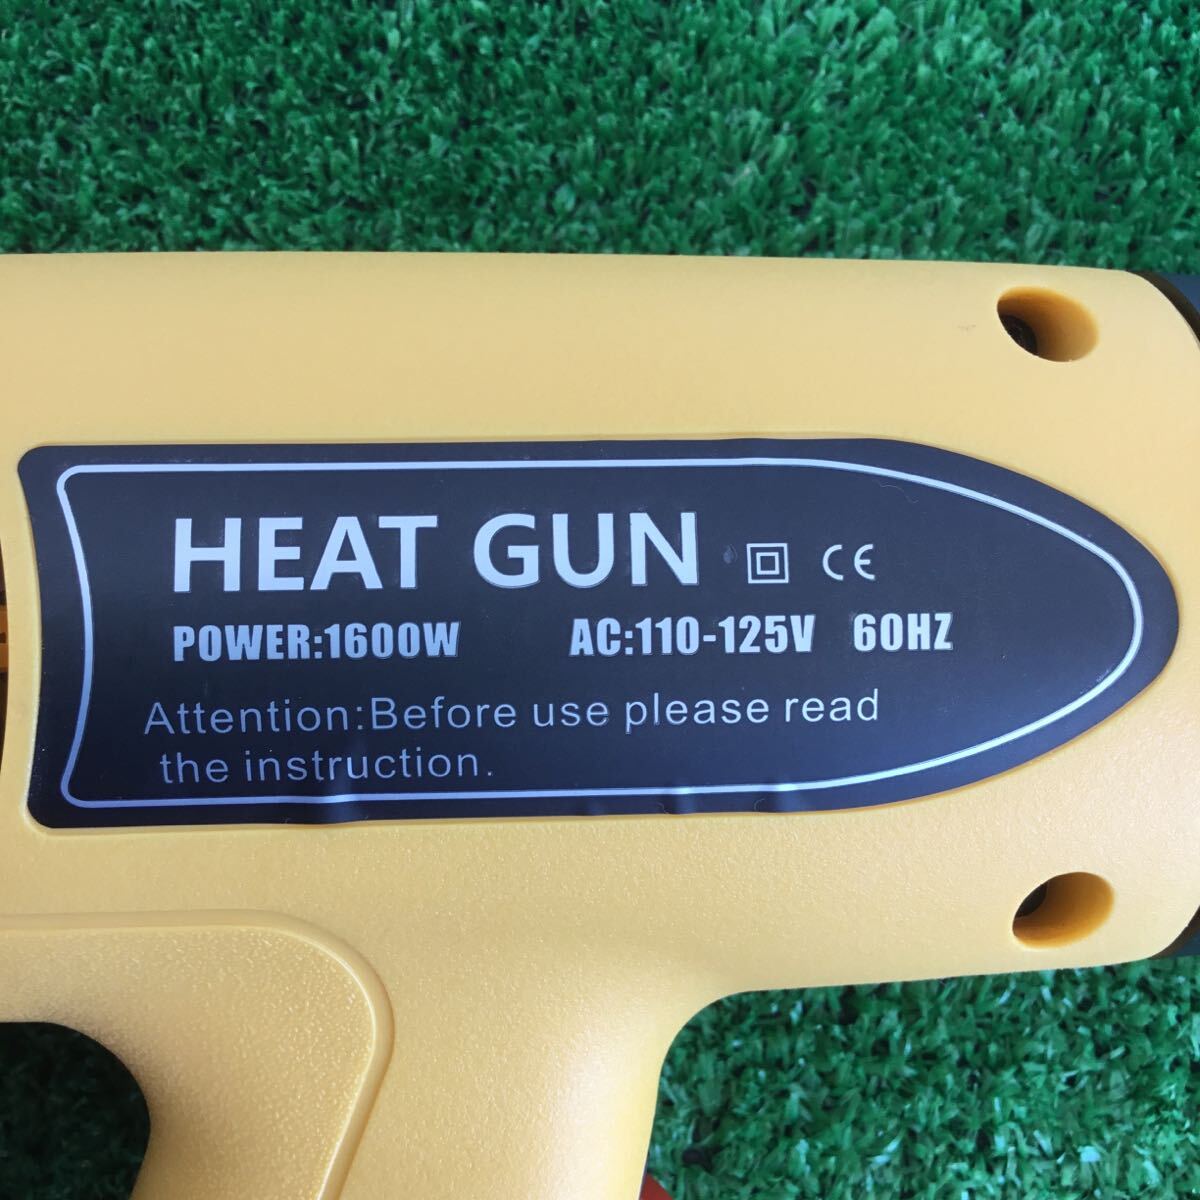 HEAT GUN CE
POWER:1600W AC:110-125V 60HZ
Attention:Before use please read
the instruction.